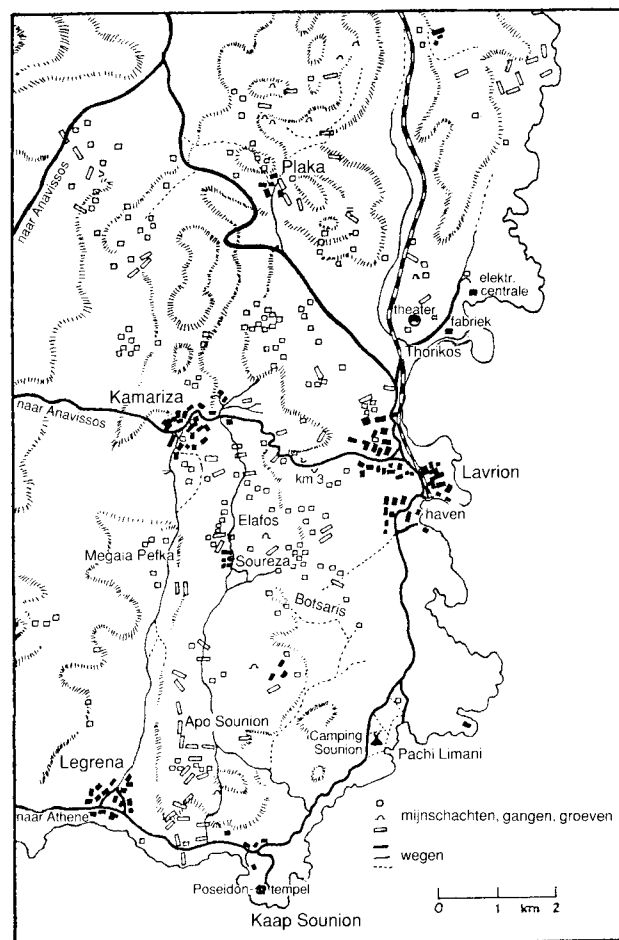 naar Anavissos
Plaka
elektr.
centrale
theater
fabriek
Thorikos
Kamariza
naar Anavissos
km 3
Lavrion
haven
Elafos
Megala Pefka
Soureza
Botsaris
Apo Sounion
Camping
Sounion
Pachi Limani
Legrena
naar Athene
mijnschachten, gangen, groeven
wegen
Poseidon-tempel
0 1 km 2
Kaap Sounion